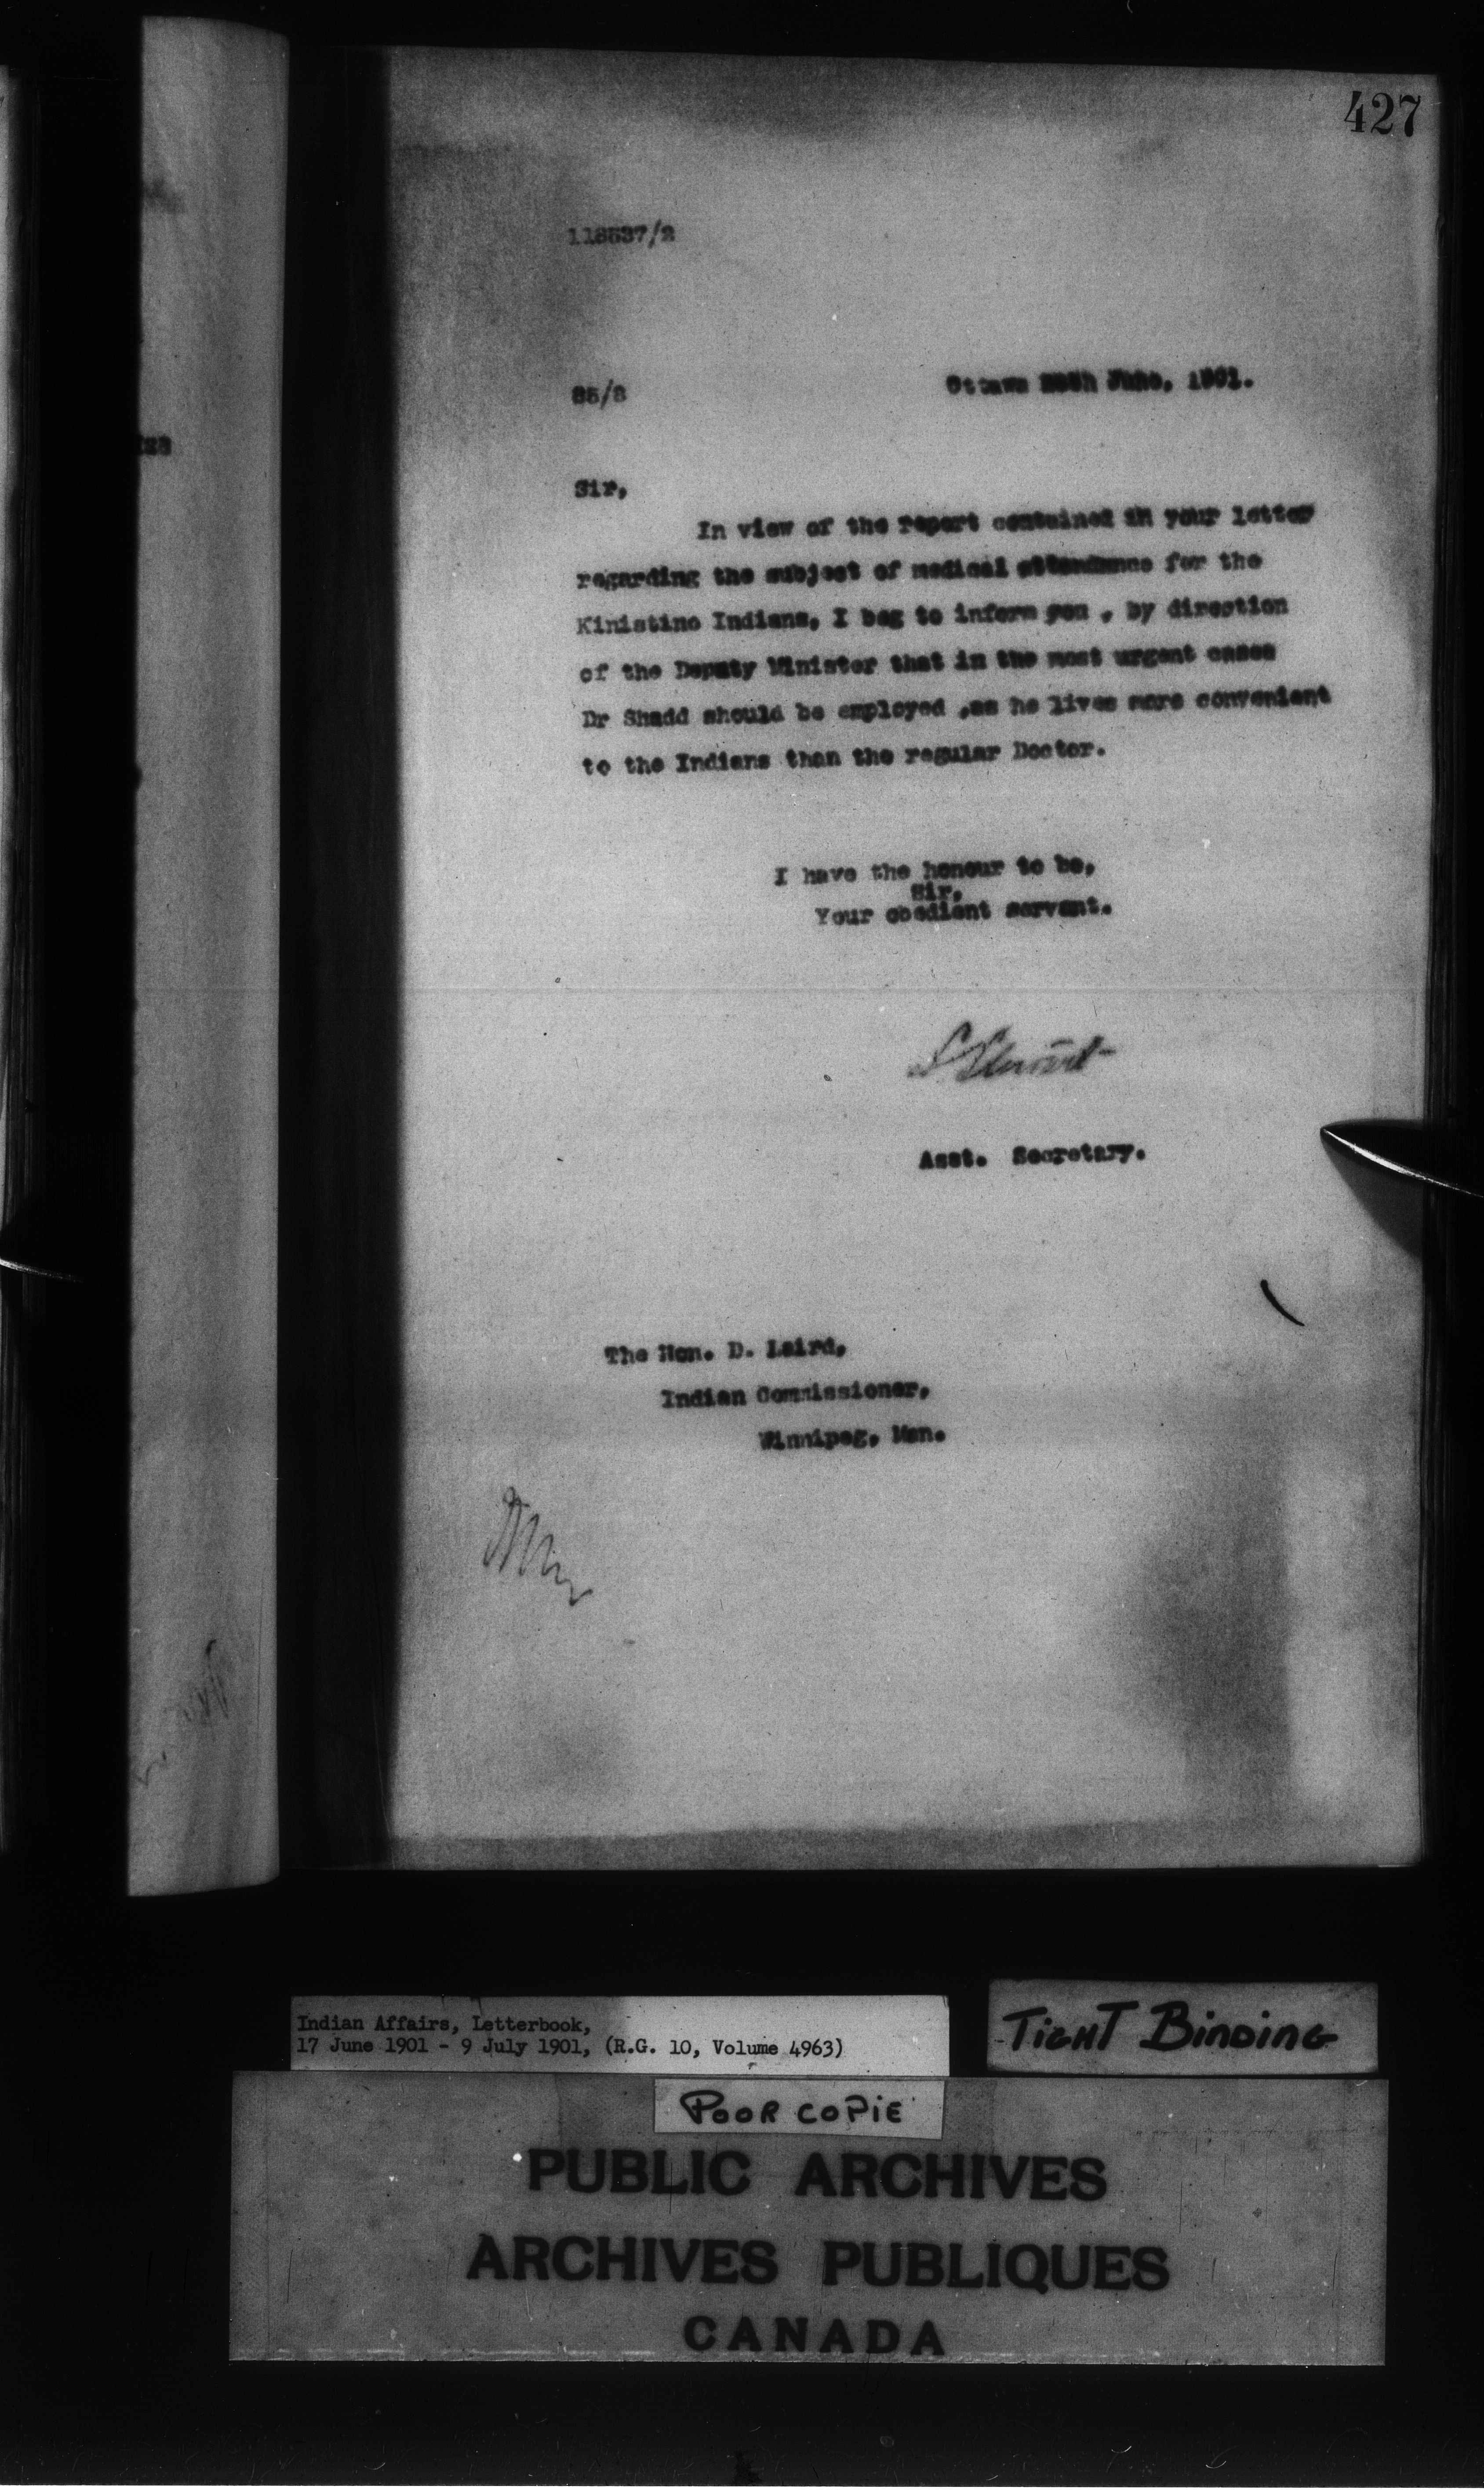 427
118537/2
85/8
Ottawa June, 1901.
Sir,
In view of the report contained in your letter
regarding the subject of medical attendance for the
Kinistino Indians, I beg to inform you , by direction
of the Deputy Minister that in the most urgent cases
Dr Shadd should be employed ,as he lives more convenient
to the Indians than the regular Doctor.
I have the honour to be,
Sir,
Your obedient servant.
S Stewart
Asst. Secretary.
The Hon. D. Laird,
Indian Commissioner,
Winnipeg, Man.
Indian Affairs, Letterbook,
17 June 1901 - 9 July 1901, (R.G. 10, Volume 4963)
TIGHT BINDING
POOR COPIE
PUBLIC ARCHIVES
ARCHIVES PUBLIQUES
CANADA